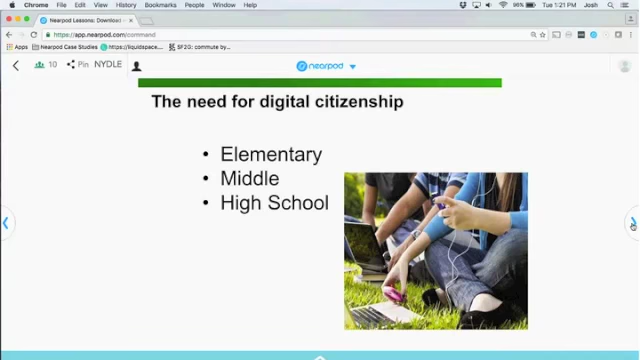 Chrome File Edit View History Bookmarks People Window Help
99% Tue 1:21 PM Josh
Nearpod Lessons: Download
https://app.nearpod.com/command
Apps Nearpod Case Studies https://liquidspace. SF2G: commute by
10 Pin NYDLE nearpod
The need for digital citizenship
• Elementary
• Middle
• High School